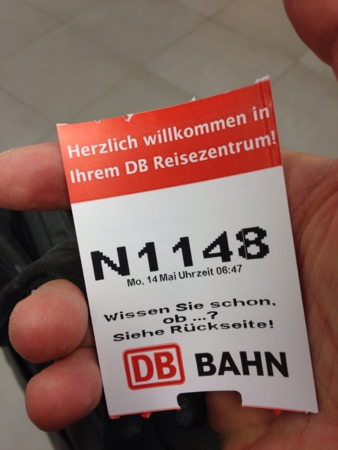 Herzlich willkommen in
Ihrem DB Reisezentrum!
N1148
Mo, 14 Mai Uhrzeit 06:47
Wissen Sie schon,
ob ...?
Siehe Rückseite!
DB BAHN